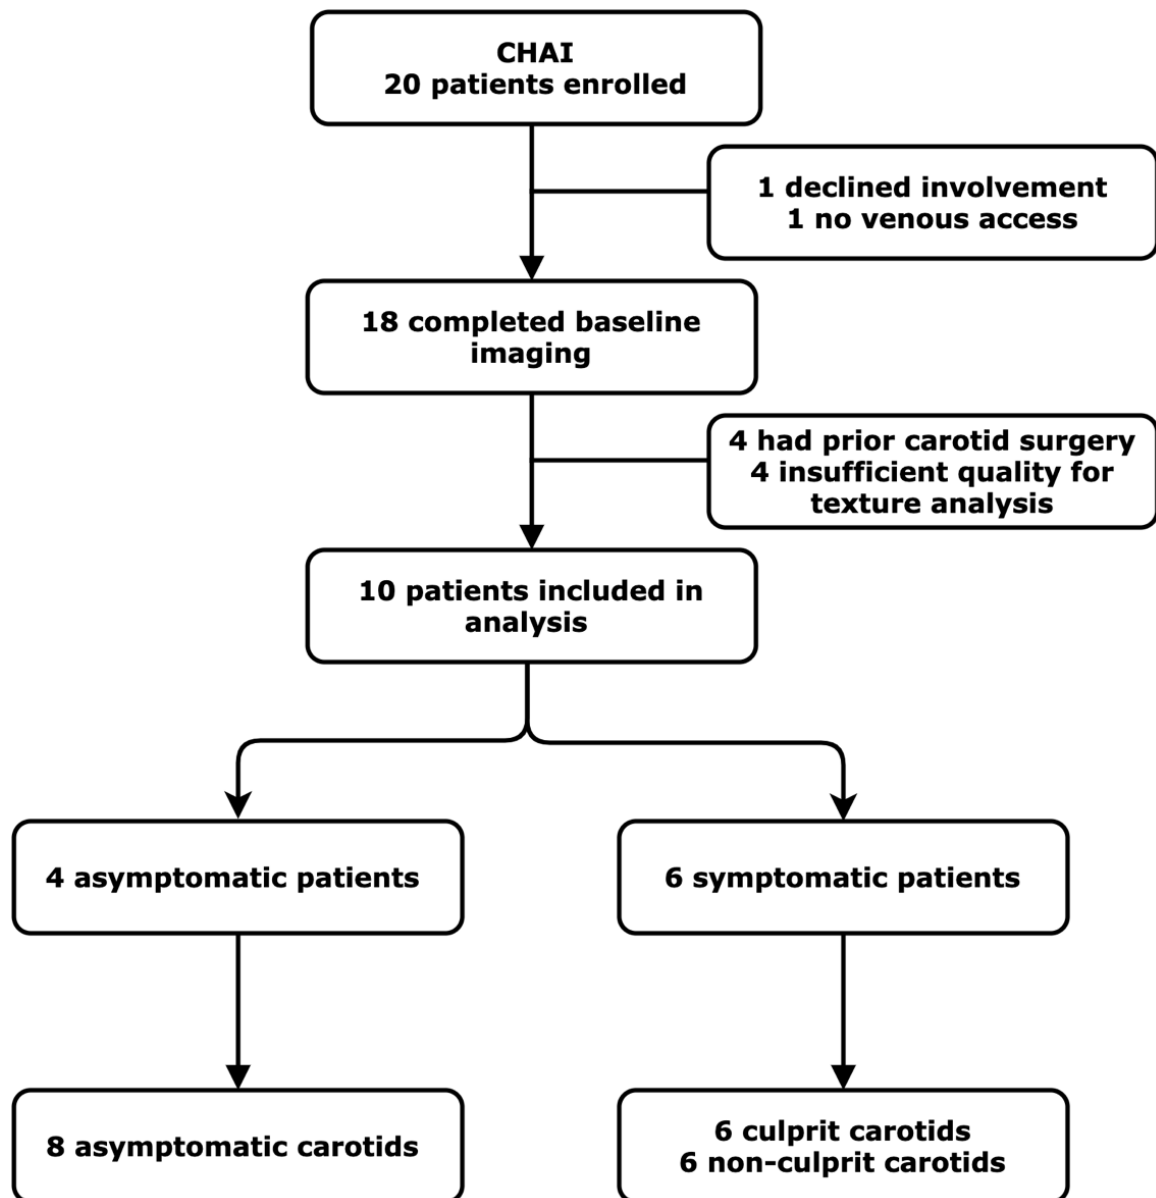 CHAI
20 patients enrolled
1 declined involvement
1 no venous access
18 completed baseline
imaging
4 had prior carotid surgery
4 insufficient quality for
texture analysis
10 patients included in
analysis
4 asymptomatic patients
6 symptomatic patients
8 asymptomatic carotids
6 culprit carotids
6 non-culprit carotids